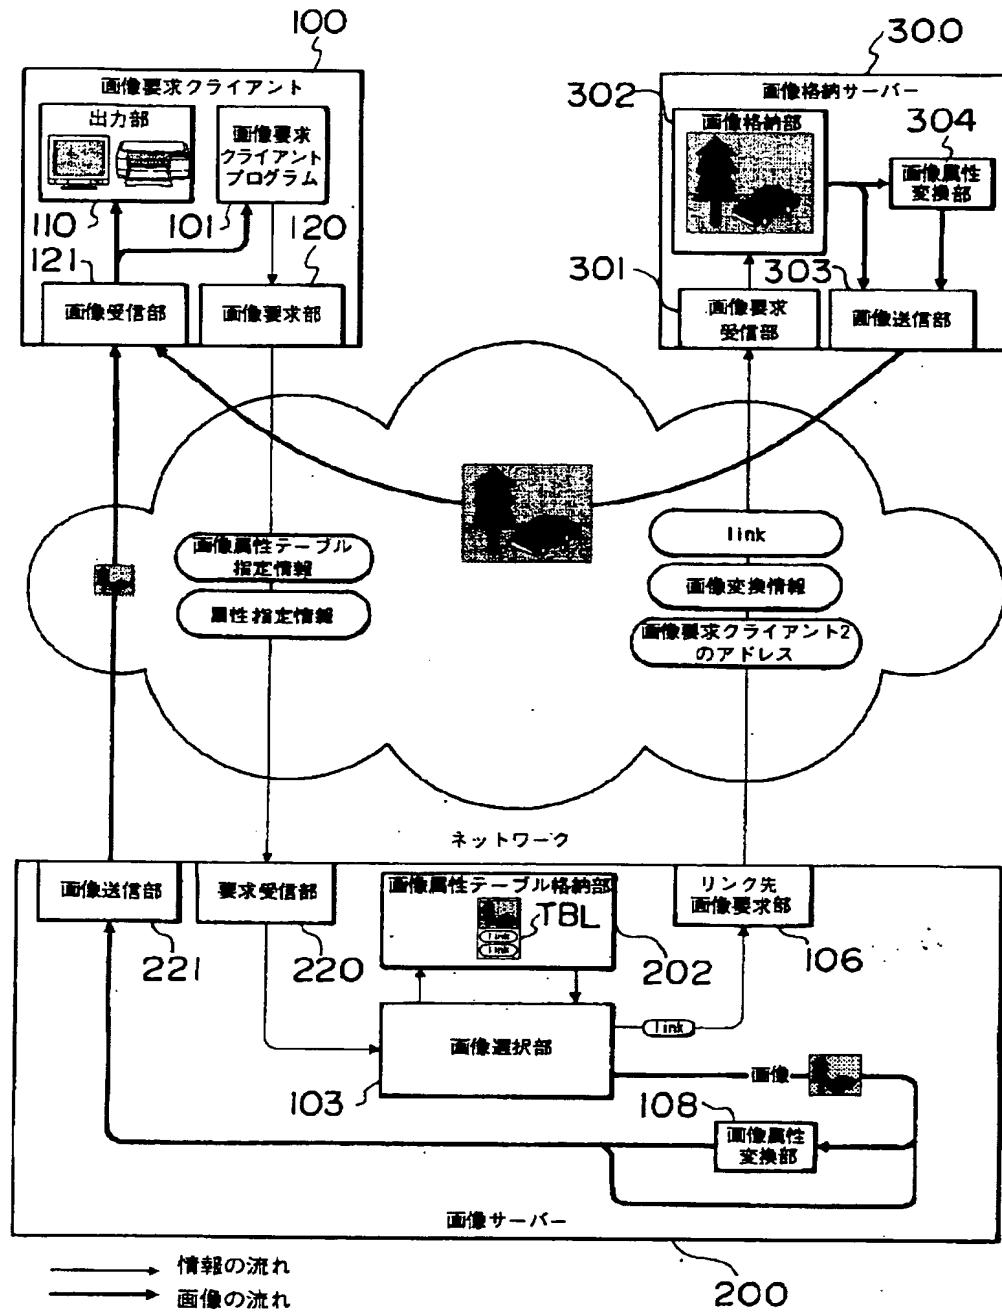 100
画像要求クライアント
出力部
画像要求
クライアント
プログラム
110
101
120
121
画像受信部
画像要求部
300
画像格納サーバー
302
画像格納部
304
画像属性
変換部
301
303
画像要求
受信部
画像送信部
画像属性テーブル
指定情報
属性指定情報
link
画像変換情報
画像要求クライアント2
のアドレス
ネットワーク
画像送信部
要求受信部
画像属性テーブル格納部
TBL
link
link
リンク先
画像要求部
221
220
202
106
画像選択部
link
103
画像
108
画像属性
変換部
画像サーバー
200
情報の流れ
画像の流れ